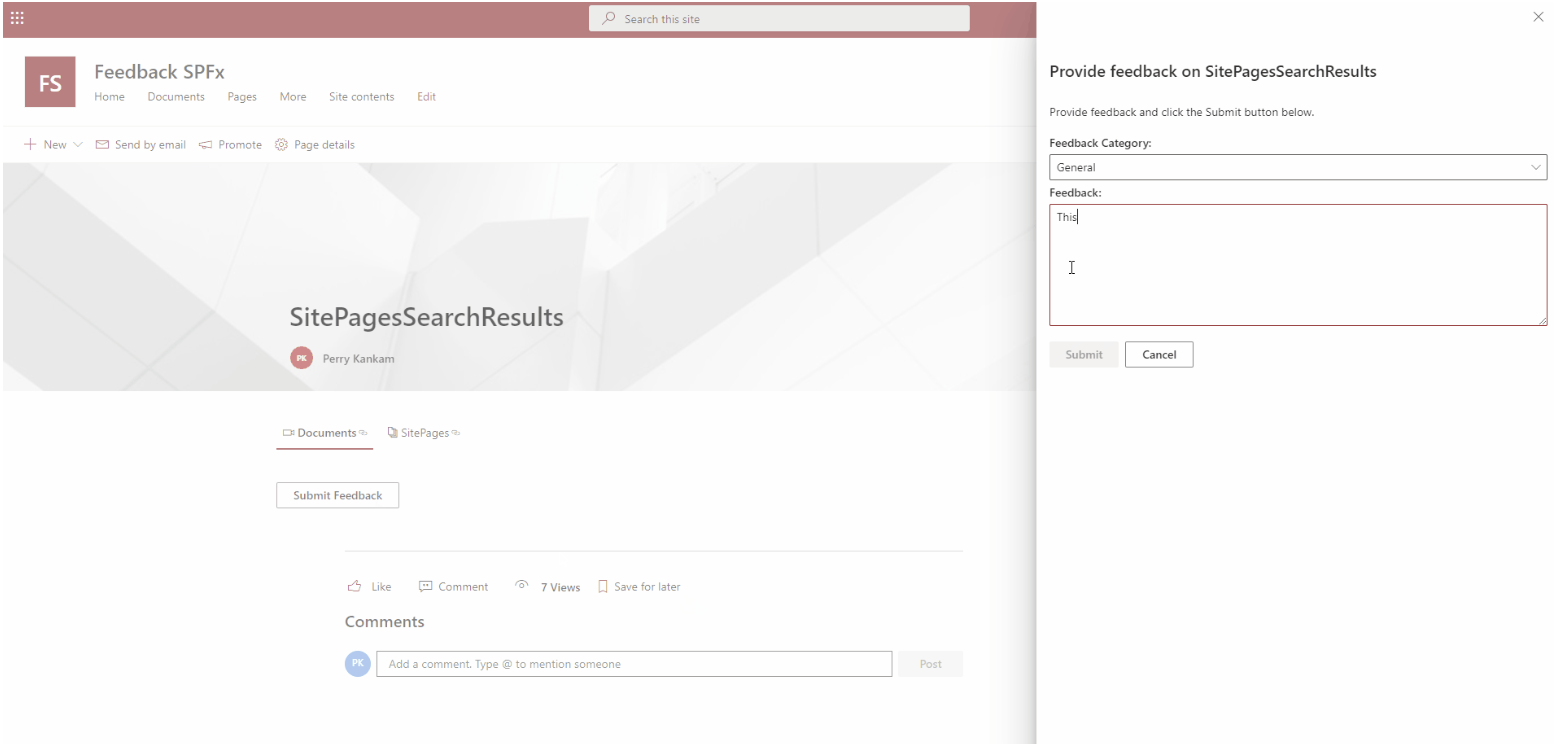 Search this site
FS
Feedback SPFx
Home Documents Pages More Site contents Edit
New Send by email Promote Page details
SitePagesSearchResults
PK Perry Kankam
Documents SitePages
Submit Feedback
Like Comment 7 Views Save for later
Comments
PK Add a comment. Type @ to mention someone Post
Provide feedback on SitePagesSearchResults
Provide feedback and click the Submit button below.
Feedback Category:
General
Feedback:
This
Submit Cancel